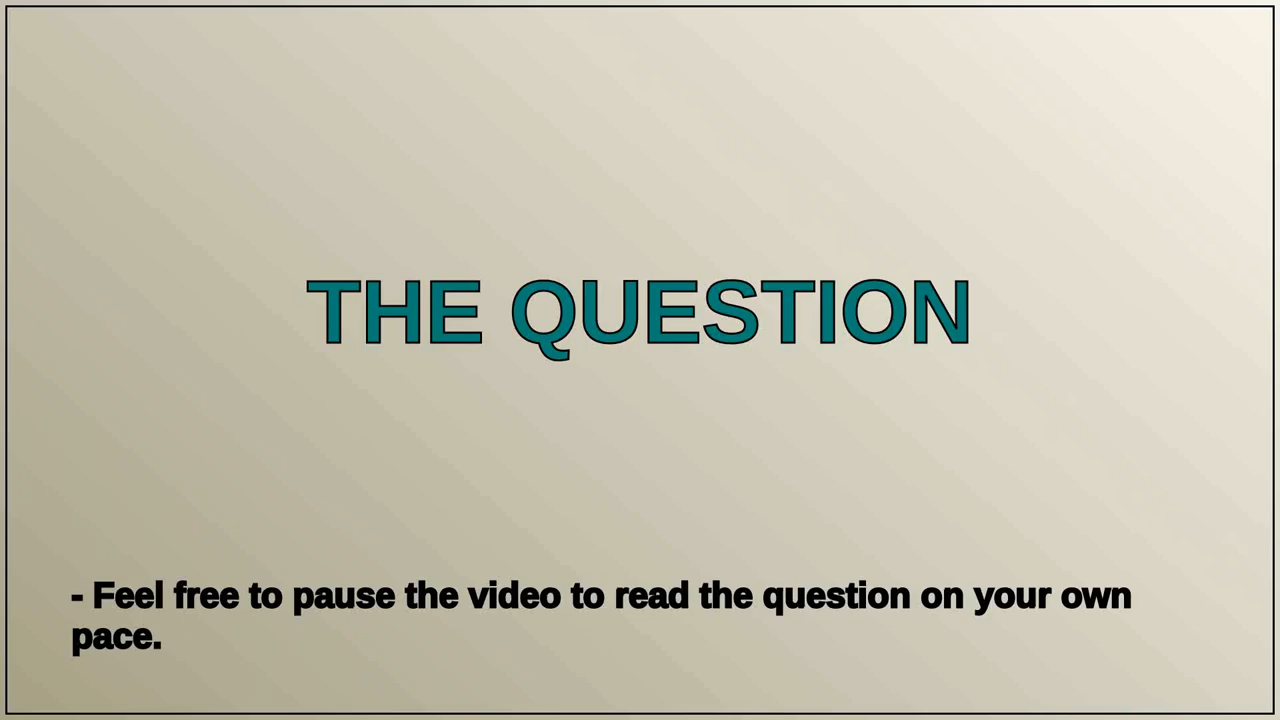 THE QUESTION
- Feel free to pause the video to read the question on your own
pace.